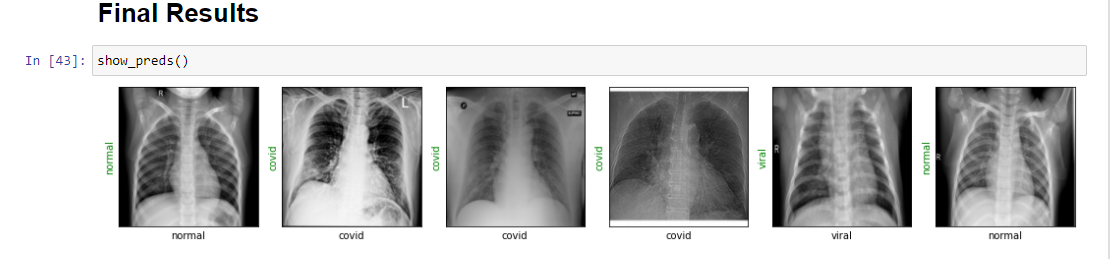 Final Results
In [43]: show_preds()
R
L
normal
covid
covid
covid
viral
normal
normal
covid
covid
covid
viral
normal